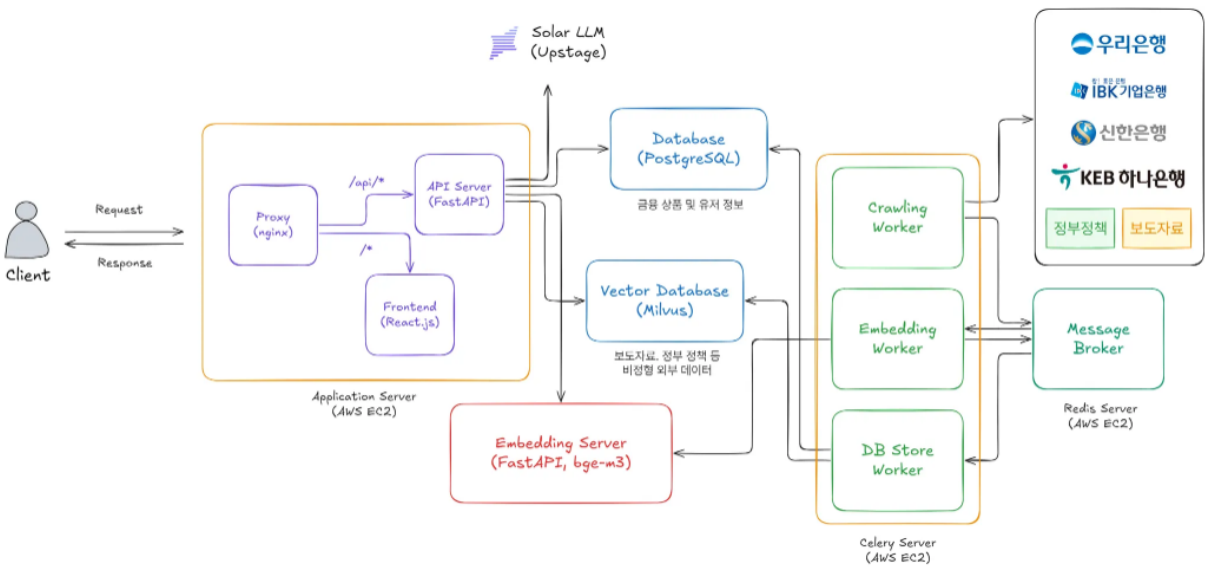 Solar LLM
(Upstage)
우리은행
IBK기업은행
신한은행
KEB 하나은행
정부정책
보도자료
Client
Request
Response
Proxy
(nginx)
/api/*
/*
API Server
(FastAPI)
Frontend
(React.js)
Application Server
(AWS EC2)
Database
(PostgreSQL)
금융 상품 및 유저 정보
Vector Database
(Milvus)
보도자료, 정부 정책 등
비정형 외부 데이터
Embedding Server
(FastAPI, bge-m3)
Crawling
Worker
Embedding
Worker
DB Store
Worker
Celery Server
(AWS EC2)
Message
Broker
Redis Server
(AWS EC2)